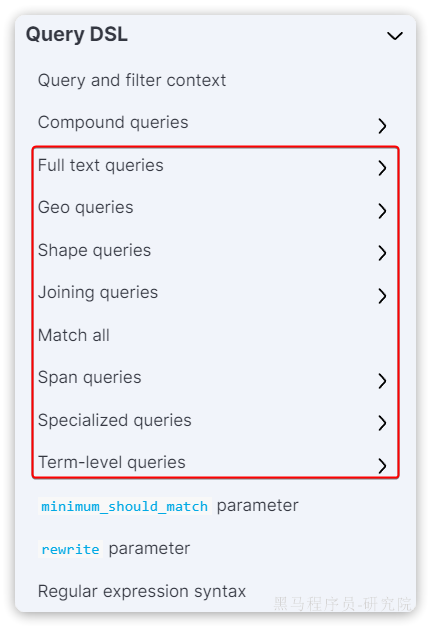 Query DSL
Query and filter context
Compound queries
Full text queries
Geo queries
Shape queries
Joining queries
Match all
Span queries
Specialized queries
Term-level queries
minimum_should_match parameter
rewrite parameter
Regular expression syntax
黑马程序员-研究院